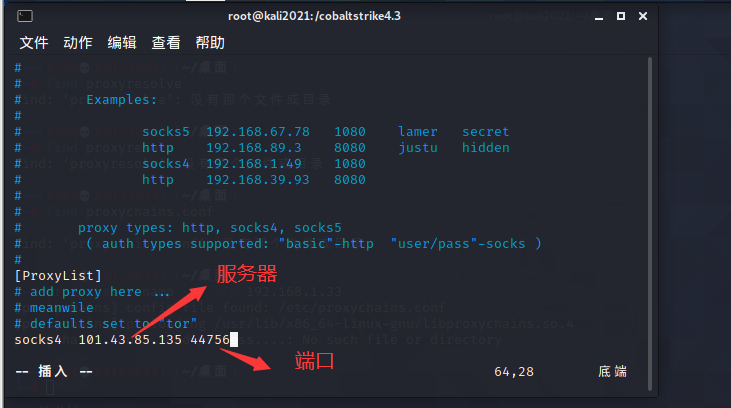 root@kali2021:/cobaltstrike4.3
文件 动作 编辑 查看 帮助
#
#
# Examples:
#
# socks5 192.168.67.78 1080 lamer secret
# http 192.168.89.3 8080 justu hidden
# socks4 192.168.1.49 1080
# http 192.168.39.93 8080
#
#
# proxy types: http, socks4, socks5
# ( auth types supported: "basic"-http "user/pass"-socks )
#
[ProxyList]
服务器
# add proxy here ...
# meanwile
# defaults set to "tor"
socks4 101.43.85.135 44756
端口
-- 插入 --
64,28
底端